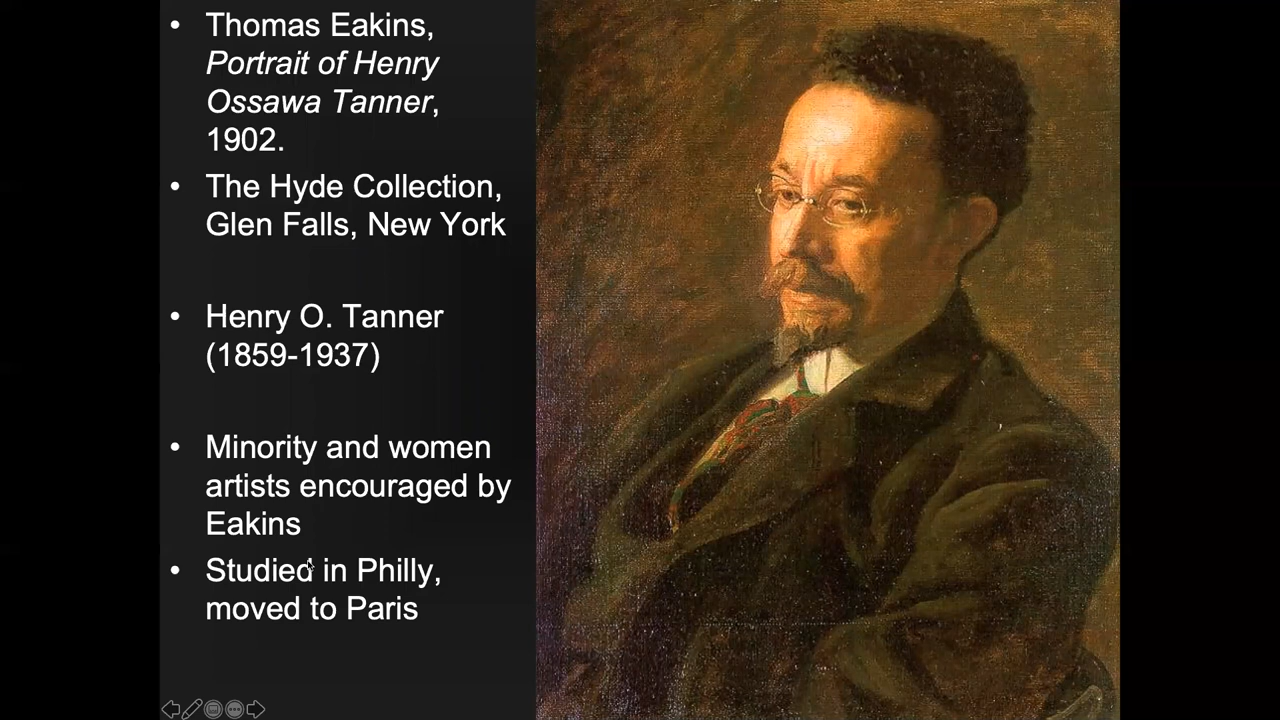 • Thomas Eakins,
Portrait of Henry
Ossawa Tanner,
1902.
• The Hyde Collection,
Glen Falls, New York
• Henry O. Tanner
(1859-1937)
• Minority and women
artists encouraged by
Eakins
• Studied in Philly,
moved to Paris